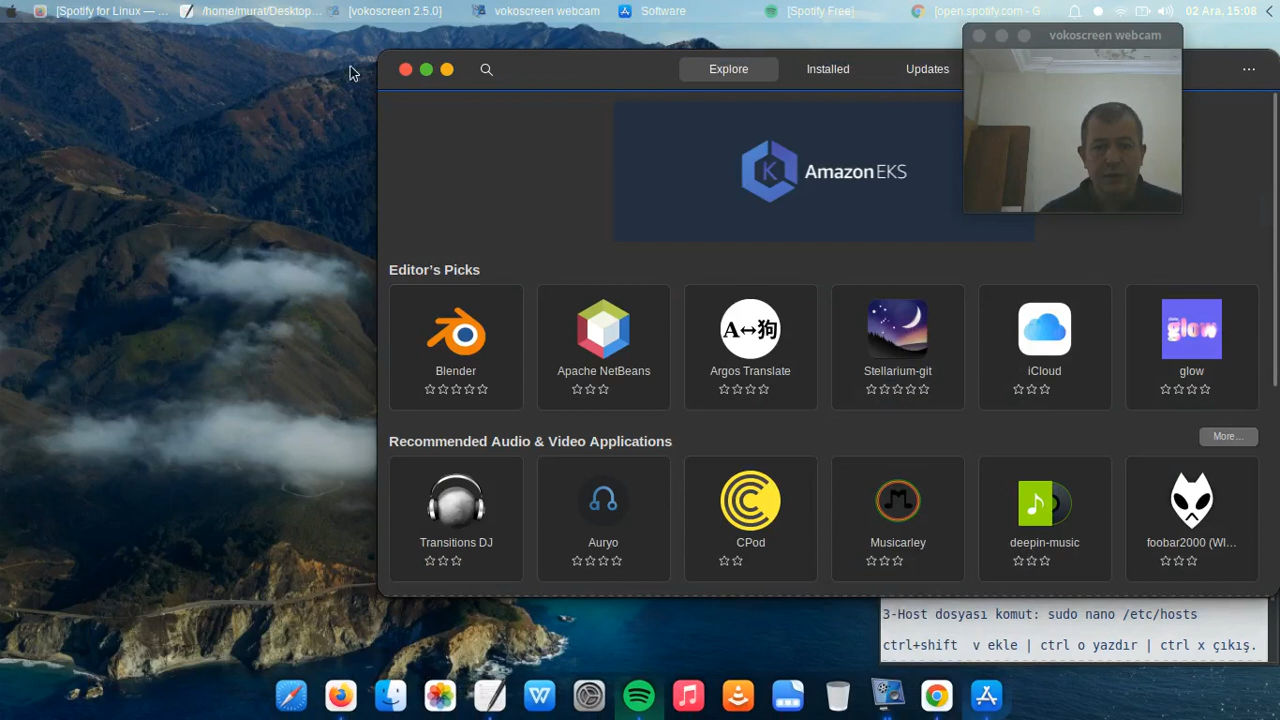 [Spotify for Linux — ...
/home/murat/Desktop...
[vokoscreen 2.5.0]
vokoscreen webcam
Software
[Spotify Free]
[open.spotify.com - G
02 Ara, 15:08
vokoscreen webcam
Explore
Installed
Updates
K
Amazon EKS
Editor's Picks
A↔狗
glow
Blender
Apache NetBeans
Argos Translate
Stellarium-git
iCloud
glow
Recommended Audio & Video Applications
More...
Transitions DJ
Auryo
CPod
Musicarley
deepin-music
foobar2000 (WI...
3-Host dosyası komut: sudo nano /etc/hosts
ctrl+shift v ekle | ctrl o yazdır | ctrl x çıkış.